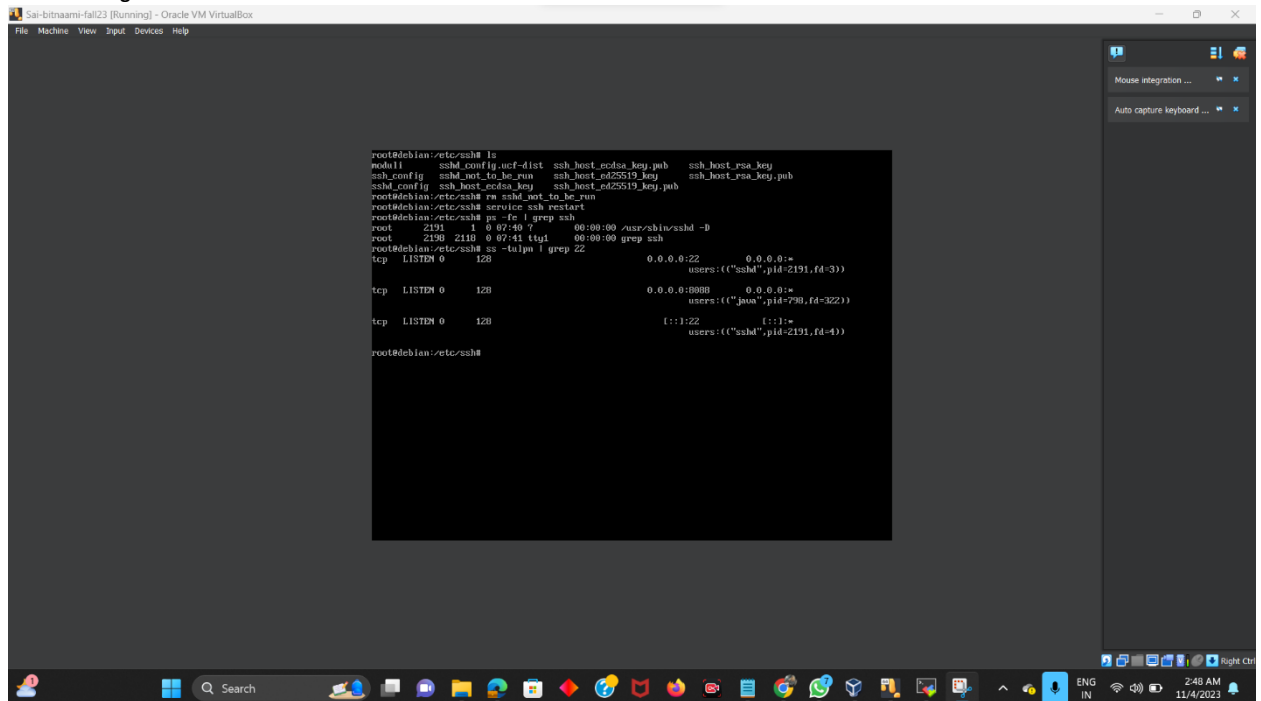 Sai-bitnaami-fall23 [Running] - Oracle VM VirtualBox
File Machine View Input Devices Help
Mouse integration ...
Auto capture keyboard ...
root@debian:/etc/ssh# ls
moduli sshd_config.ucf-dist ssh_host_ecdsa_key.pub ssh_host_rsa_key
ssh_config sshd_not_to_be_run ssh_host_ed25519_key ssh_host_rsa_key.pub
sshd_config ssh_host_ecdsa_key ssh_host_ed25519_key.pub
root@debian:/etc/ssh# rm sshd_not_to_be_run
root@debian:/etc/ssh# service ssh restart
root@debian:/etc/ssh# ps -fe | grep ssh
root 2191 1 0 07:40 ? 00:00:00 /usr/sbin/sshd -D
root 2198 2118 0 07:41 tty1 00:00:00 grep ssh
root@debian:/etc/ssh# ss -tulpn | grep 22
tcp LISTEN 0 128 0.0.0.0:22 0.0.0.0:*
users:(("sshd",pid=2191,fd=3))
tcp LISTEN 0 128 0.0.0.0:8088 0.0.0.0:*
users:(("java",pid=798,fd=322))
tcp LISTEN 0 128 [::]:22 [::]:*
users:(("sshd",pid=2191,fd=4))
root@debian:/etc/ssh#
Right Ctrl
1
Search
7
ENG
IN
2:48 AM
11/4/2023